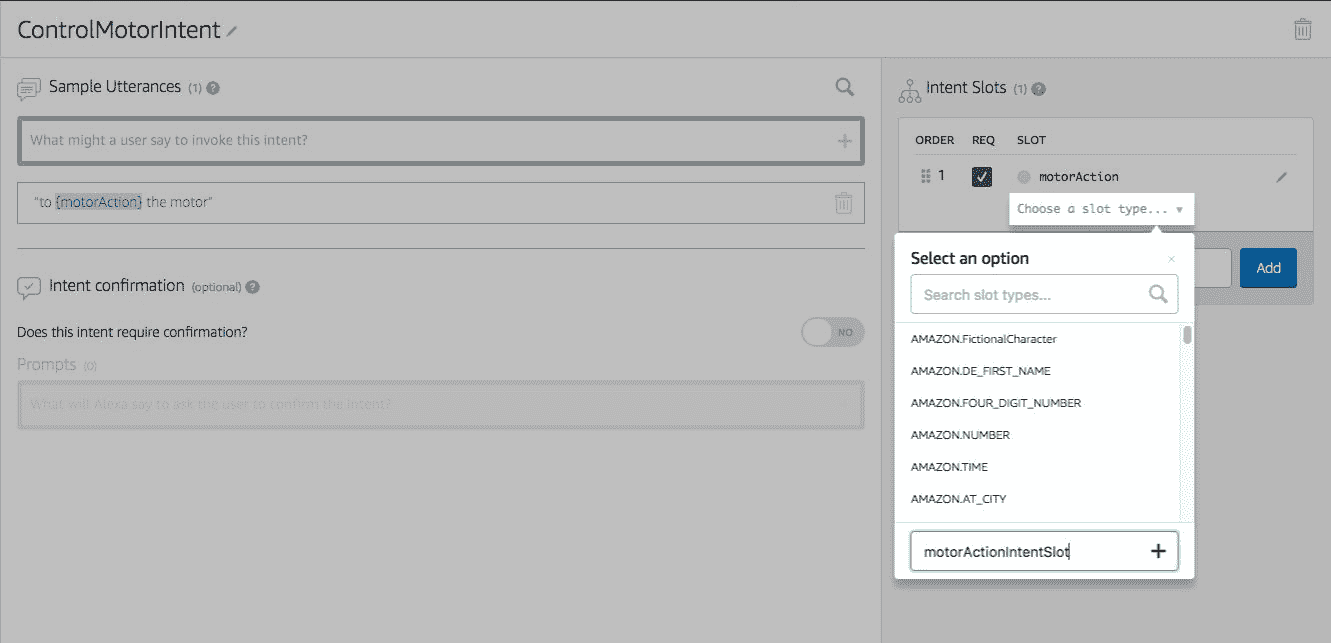 ControlMotorIntent
Sample Utterances (1) ?
What might a user say to invoke this intent? +
"to {motorAction} the motor"
Intent confirmation (optional) ?
Does this intent require confirmation? NO
Prompts (0)
What will Alexa say to ask the user to confirm the intent?
Intent Slots (1) ?
ORDER REQ SLOT
1 motorAction
Choose a slot type...
Add
Select an option ×
Search slot types...
AMAZON.FictionalCharacter
AMAZON.DE_FIRST_NAME
AMAZON.FOUR_DIGIT_NUMBER
AMAZON.NUMBER
AMAZON.TIME
AMAZON.AT_CITY
motorActionIntentSlot +